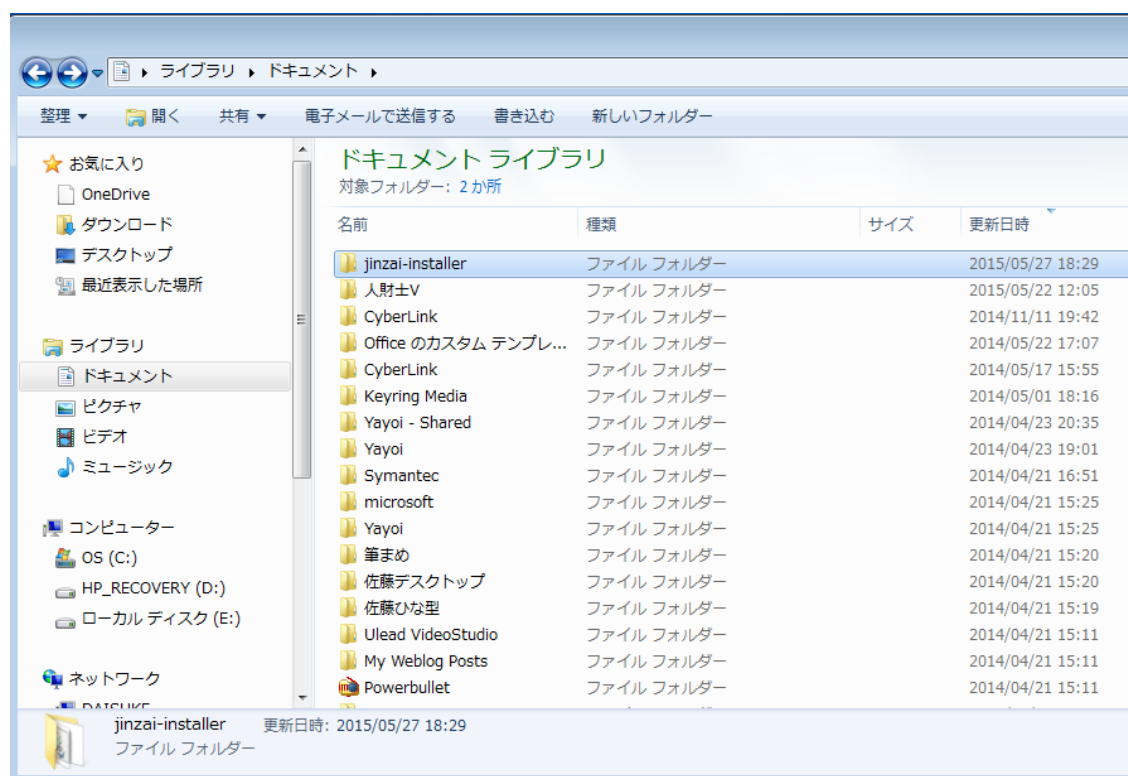 ライブラリ ドキュメント
整理 開く 共有 電子メールで送信する 書き込む 新しいフォルダー
お気に入り
OneDrive
ダウンロード
デスクトップ
最近表示した場所
ライブラリ
ドキュメント
ピクチャ
ビデオ
ミュージック
コンピューター
OS (C:)
HP_RECOVERY (D:)
ローカル ディスク (E:)
ネットワーク
ドキュメント ライブラリ
対象フォルダー: 2 か所
名前 種類 サイズ 更新日時
jinzai-installer ファイル フォルダー 2015/05/27 18:29
人財士V ファイル フォルダー 2015/05/22 12:05
CyberLink ファイル フォルダー 2014/11/11 19:42
Office のカスタム テンプレ... ファイル フォルダー 2014/05/22 17:07
CyberLink ファイル フォルダー 2014/05/17 15:55
Keyring Media ファイル フォルダー 2014/05/01 18:16
Yayoi - Shared ファイル フォルダー 2014/04/23 20:35
Yayoi ファイル フォルダー 2014/04/23 19:01
Symantec ファイル フォルダー 2014/04/21 16:51
microsoft ファイル フォルダー 2014/04/21 15:25
Yayoi ファイル フォルダー 2014/04/21 15:25
筆まめ ファイル フォルダー 2014/04/21 15:20
佐藤デスクトップ ファイル フォルダー 2014/04/21 15:20
佐藤ひな型 ファイル フォルダー 2014/04/21 15:19
Ulead VideoStudio ファイル フォルダー 2014/04/21 15:11
My Weblog Posts ファイル フォルダー 2014/04/21 15:11
Powerbullet ファイル フォルダー 2014/04/21 15:11
jinzai-installer 更新日時: 2015/05/27 18:29
ファイル フォルダー